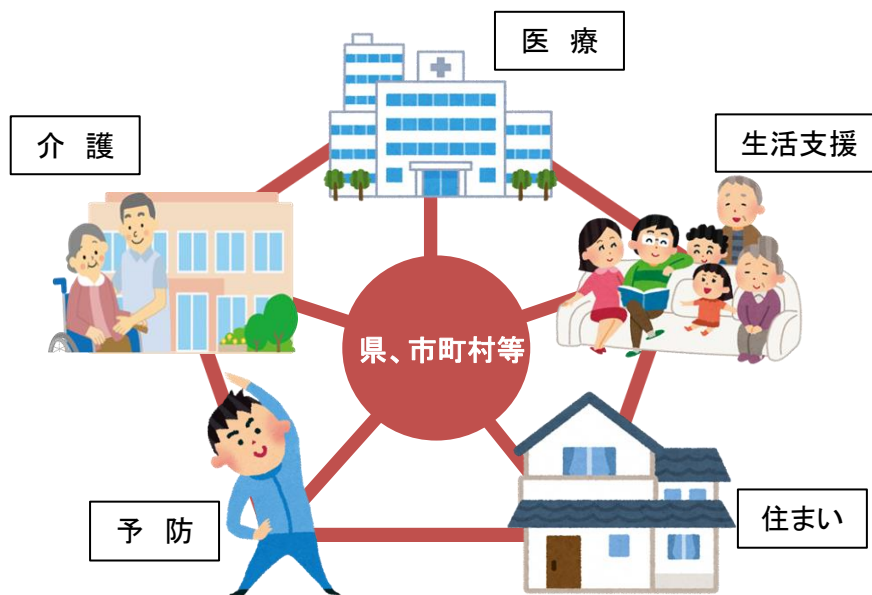 医 療
介 護
生活支援
県、市町村等
予 防
住まい